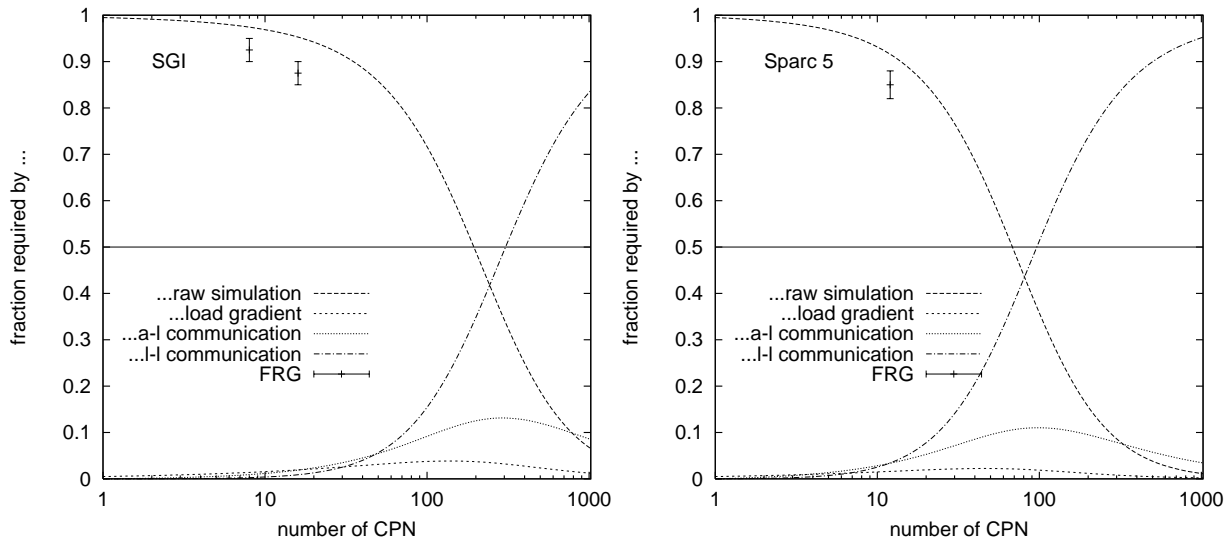 fraction required by ...
1
0.9
0.8
0.7
0.6
0.5
0.4
0.3
0.2
0.1
0
SGI
...raw simulation
...load gradient
...a-l communication
...l-l communication
FRG
1
10
100
1000
number of CPN
fraction required by ...
1
0.9
0.8
0.7
0.6
0.5
0.4
0.3
0.2
0.1
0
Sparc 5
...raw simulation
...load gradient
...a-l communication
...l-l communication
FRG
1
10
100
1000
number of CPN